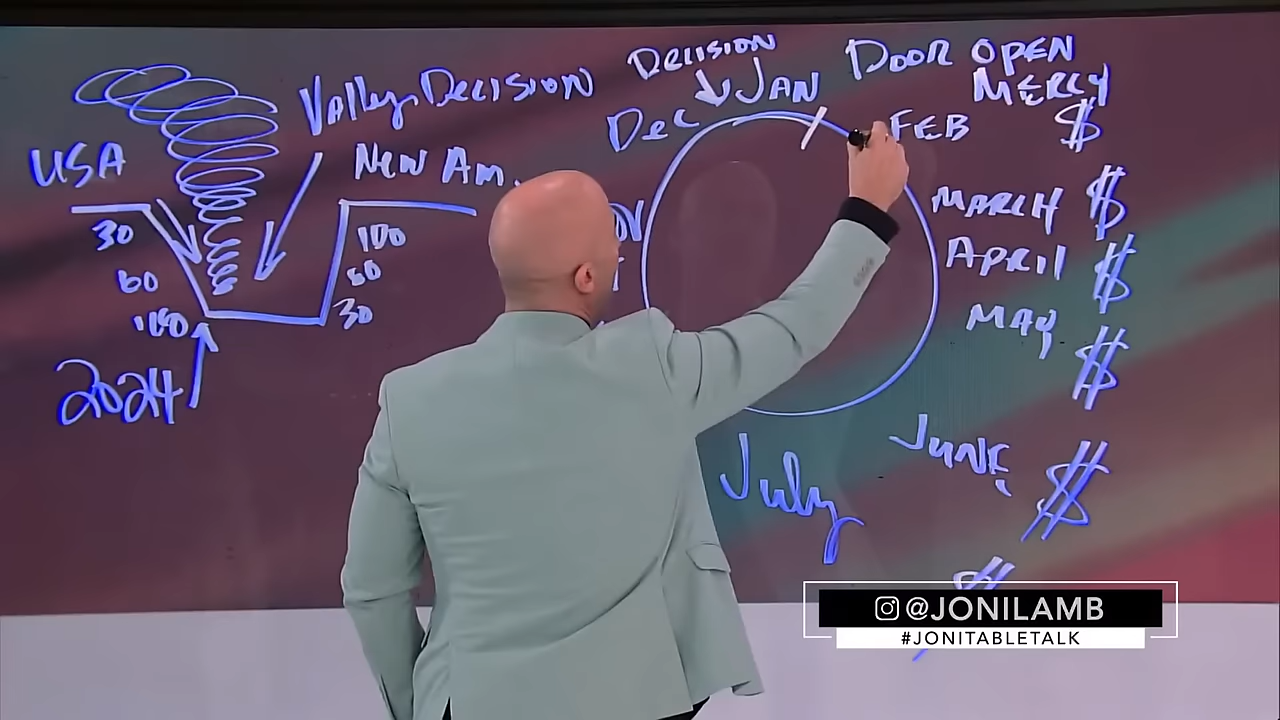 Valley, DECISION
USA
NEW AM.
30
60
100
100
60
30
2024
DECISION
DOOR OPEN
MERCY
JAN
DEC
FEB
$
MARCH $
APRIL $
MAY $
JUNE $
July
$
@JONILAMB
#JONITABLETALK